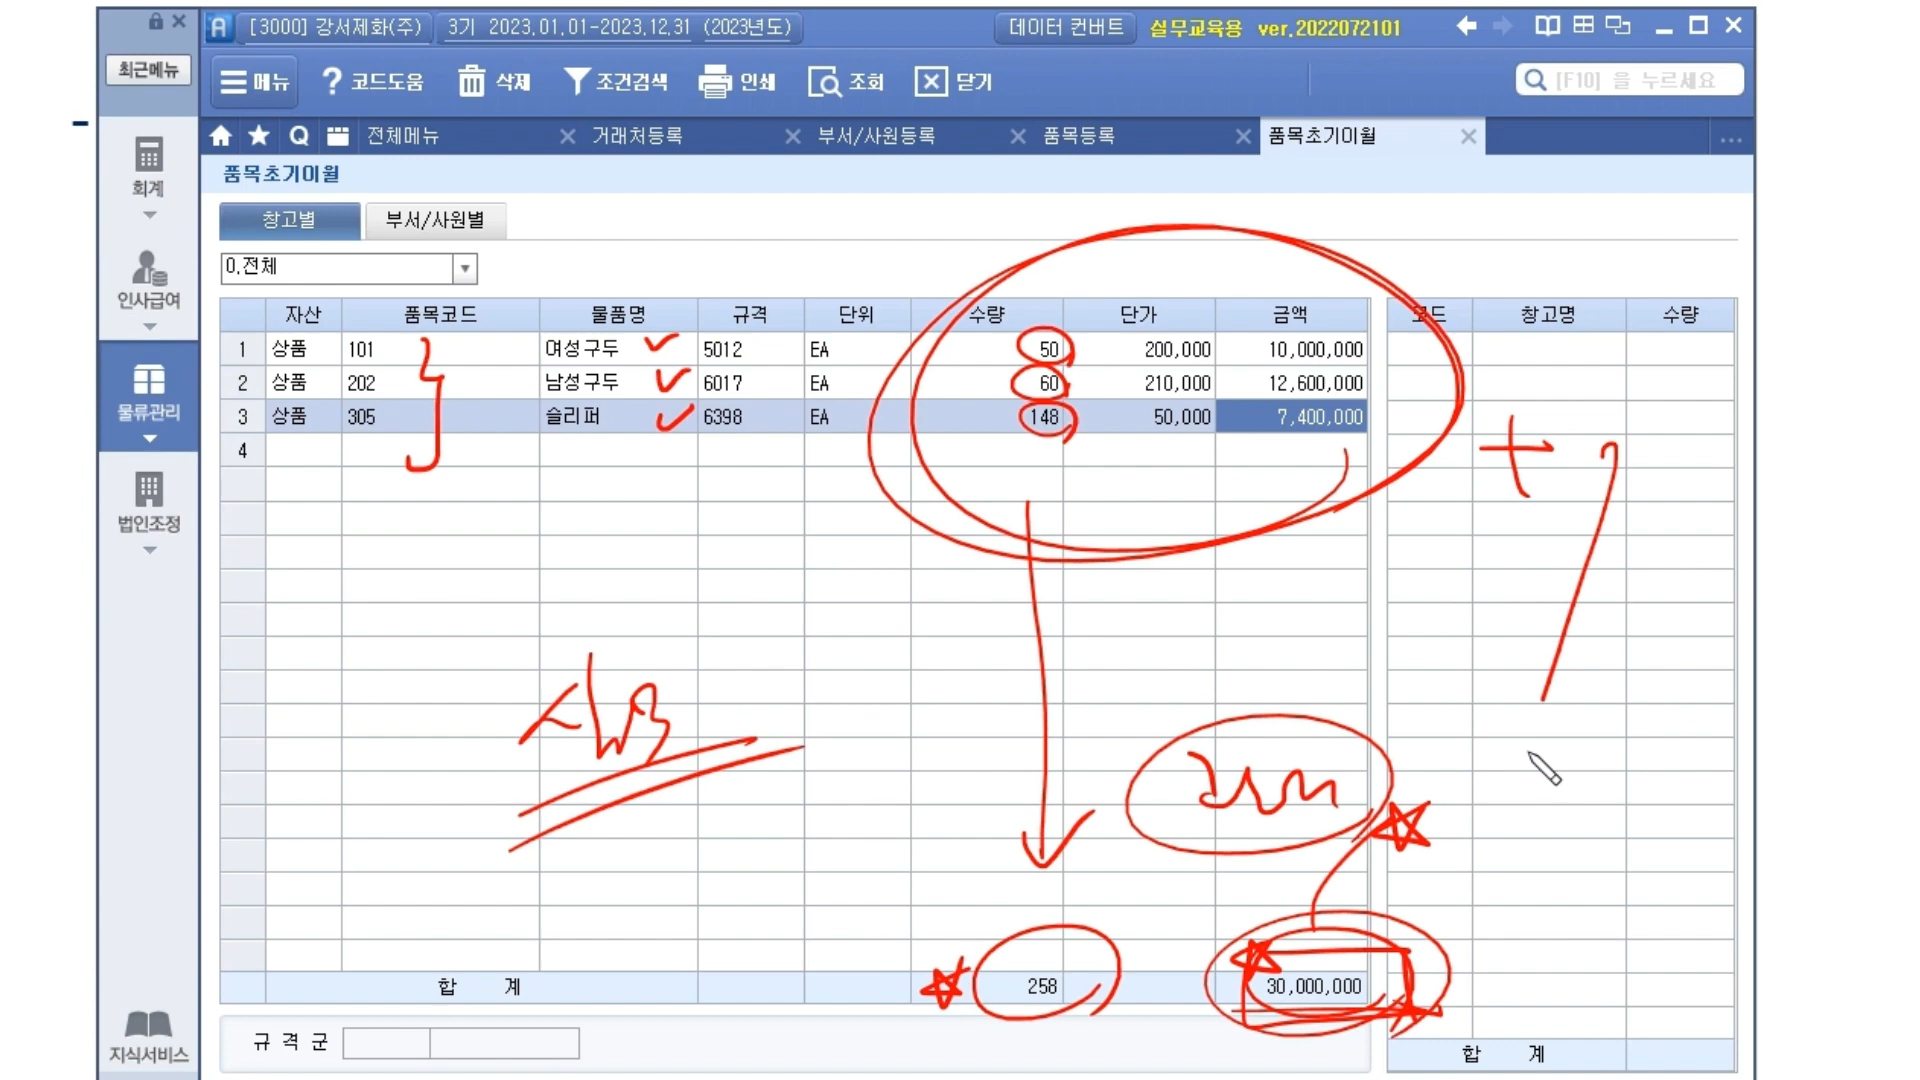 [3000] 강서제화(주) 3기 2023.01.01-2023.12.31 (2023년도) 데이터 컨버트 실무교육용 ver.2022072101
최근메뉴
메뉴 코드도움 삭제 조건검색 인쇄 조회 닫기 [F10] 을 누르세요
전체메뉴 거래처등록 부서/사원등록 품목등록 품목초기이월
품목초기이월
회계
인사급여
물류관리
법인조정
지식서비스
창고별 부서/사원별
0.전체
자산 품목코드 물품명 규격 단위 수량 단가 금액 코드 창고명 수량
1 상품 101 여성구두 5012 EA 50 200,000 10,000,000
2 상품 202 남성구두 6017 EA 60 210,000 12,600,000
3 상품 305 슬리퍼 6398 EA 148 50,000 7,400,000
4
합 계 258 30,000,000
규 격 군
합 계